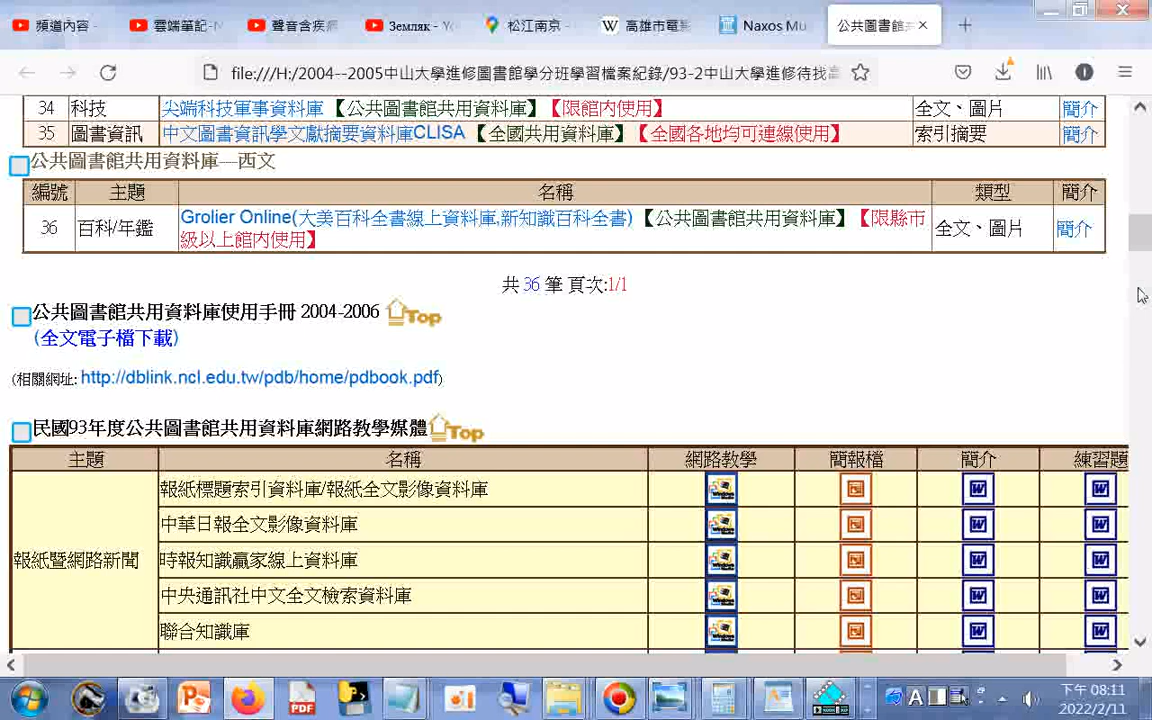 頻道內容
雲端筆記-N
聲音含疾病
Земляк - Yo
松江南京 -
高雄市電影
Naxos Mu
公共圖書館共
file:///H:/2004--2005中山大學進修圖書館學分班學習檔案紀錄/93-2中山大學進修待找
34 科技 尖端科技軍事資料庫 【公共圖書館共用資料庫】 【限館內使用】 全文、圖片 簡介
35 圖書資訊 中文圖書資訊學文獻摘要資料庫CLISA 【全國共用資料庫】 【全國各地均可連線使用】 索引摘要 簡介
公共圖書館共用資料庫—西文
編號 主題 名稱 類型 簡介
36 百科/年鑑 Grolier Online(大美百科全書線上資料庫,新知識百科全書) 【公共圖書館共用資料庫】 【限縣市
級以上館內使用】 全文、圖片 簡介
共 36 筆 頁次:1/1
公共圖書館共用資料庫使用手冊 2004-2006 Top
(全文電子檔下載)
(相關網址: http://dblink.ncl.edu.tw/pdb/home/pdbook.pdf)
民國93年度公共圖書館共用資料庫網路教學媒體 Top
主題 名稱 網路教學 簡報檔 簡介 練習題
報紙暨網路新聞
報紙標題索引資料庫/報紙全文影像資料庫
中華日報全文影像資料庫
時報知識贏家線上資料庫
中央通訊社中文全文檢索資料庫
聯合知識庫
下午 08:11
2022/2/11